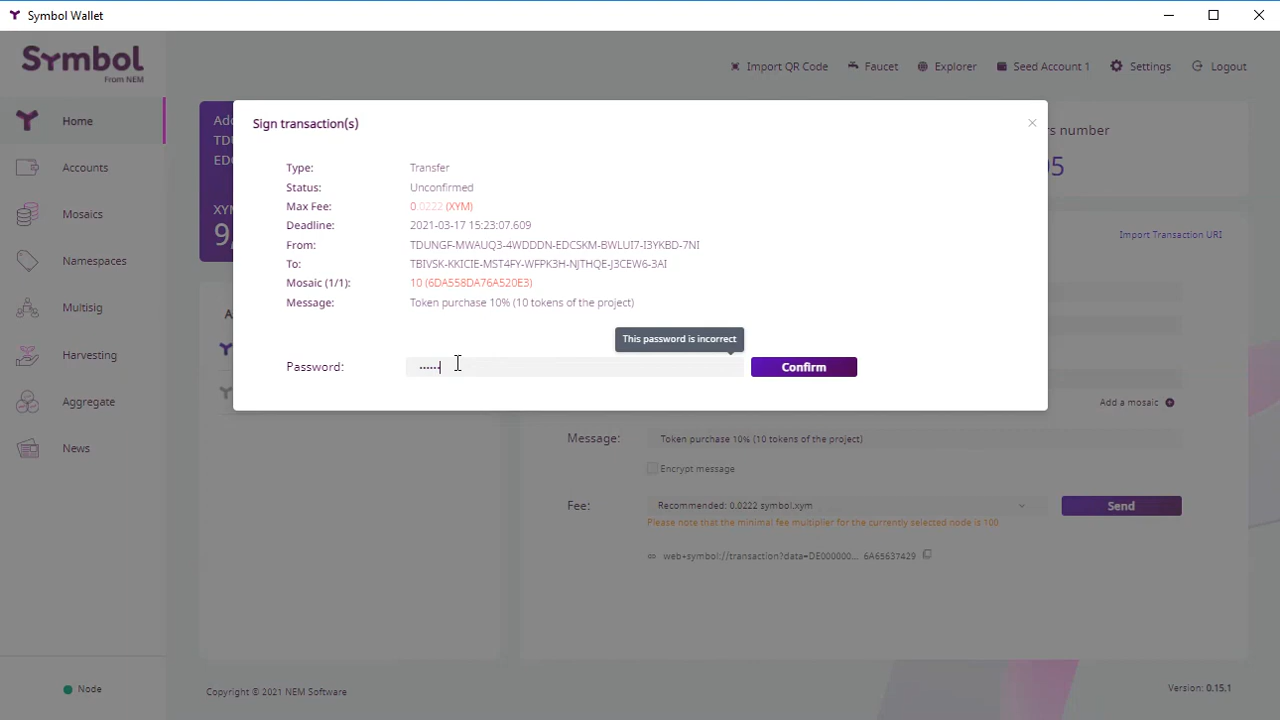 Symbol Wallet
Symbol
From NEM
Import QR Code
Faucet
Explorer
Seed Account 1
Settings
Logout
Home
Accounts
Mosaics
Namespaces
Multisig
Harvesting
Aggregate
News
Node
Sign transaction(s)
Type: Transfer
Status: Unconfirmed
Max Fee: 0.0222 (XYM)
Deadline: 2021-03-17 15:23:07.609
From: TDUNGF-MWAUQ3-4WDDDN-EDCSKM-BWLUI7-I3YKBD-7NI
To: TBIVSK-KKICIE-MST4FY-WFPK3H-NJTHQE-J3CEW6-3AI
Mosaic (1/1): 10 (6DA558DA76A520E3)
Message: Token purchase 10% (10 tokens of the project)
This password is incorrect
Password: ••••••
Confirm
Import Transaction URI
Add a mosaic
Message: Token purchase 10% (10 tokens of the project)
Encrypt message
Fee: Recommended: 0.0222 symbol.xym
Send
Please note that the minimal fee multiplier for the currently selected node is 100
web+symbol://transaction?data=DE000000... 6A65637429
Copyright © 2021 NEM Software
Version: 0.15.1